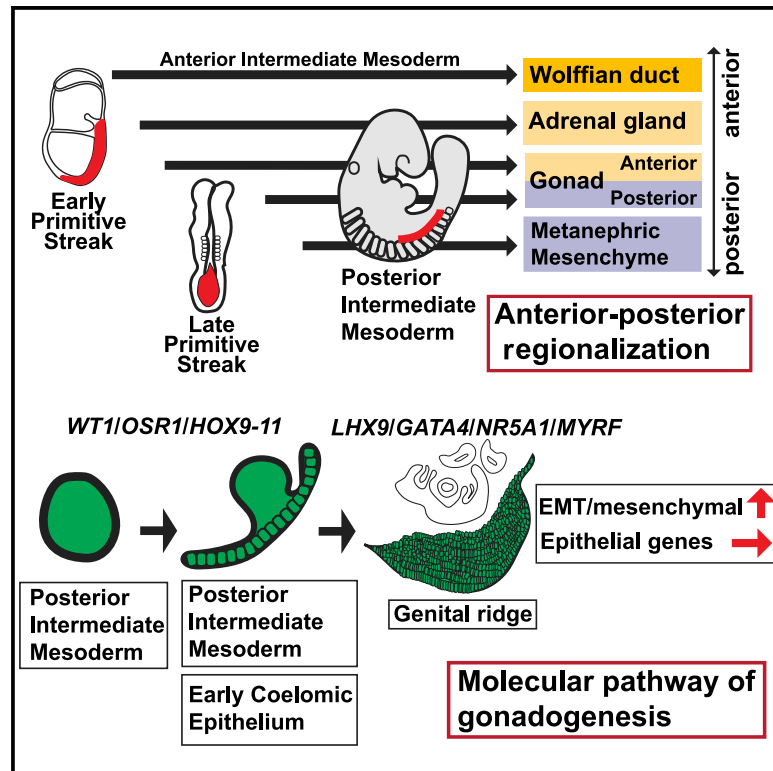 Anterior Intermediate Mesoderm
Wolffian duct
Adrenal gland
Gonad
Anterior
Posterior
Metanephric
Mesenchyme
anterior
posterior
Early
Primitive
Streak
Late
Primitive
Streak
Posterior
Intermediate
Mesoderm
Anterior-posterior
regionalization
WT1/OSR1/HOX9-11
LHX9/GATA4/NR5A1/MYRF
EMT/mesenchymal
Epithelial genes
Posterior
Intermediate
Mesoderm
Posterior
Intermediate
Mesoderm
Early Coelomic
Epithelium
Genital ridge
Molecular pathway of
gonadogenesis